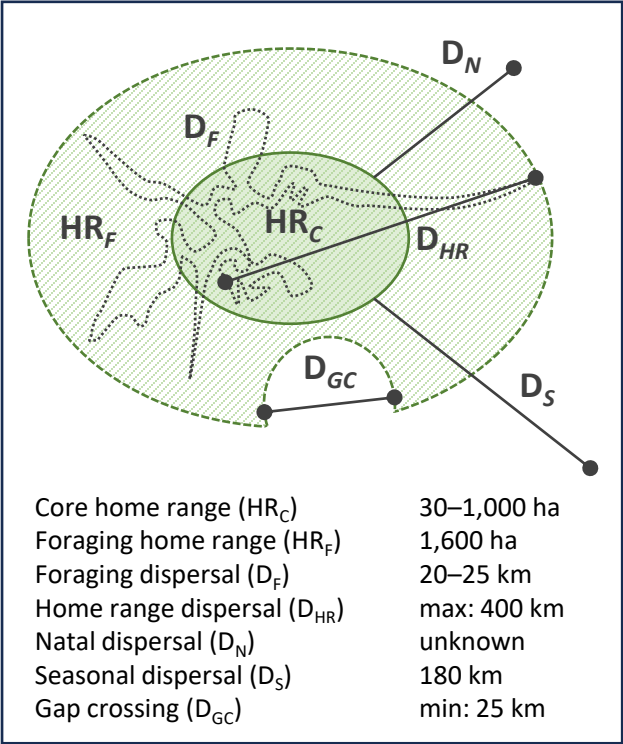 D_N
D_F
HR_F
HR_C
D_HR
D_GC
D_S
Core home range (HR_C) 30–1,000 ha
Foraging home range (HR_F) 1,600 ha
Foraging dispersal (D_F) 20–25 km
Home range dispersal (D_HR) max: 400 km
Natal dispersal (D_N) unknown
Seasonal dispersal (D_S) 180 km
Gap crossing (D_GC) min: 25 km